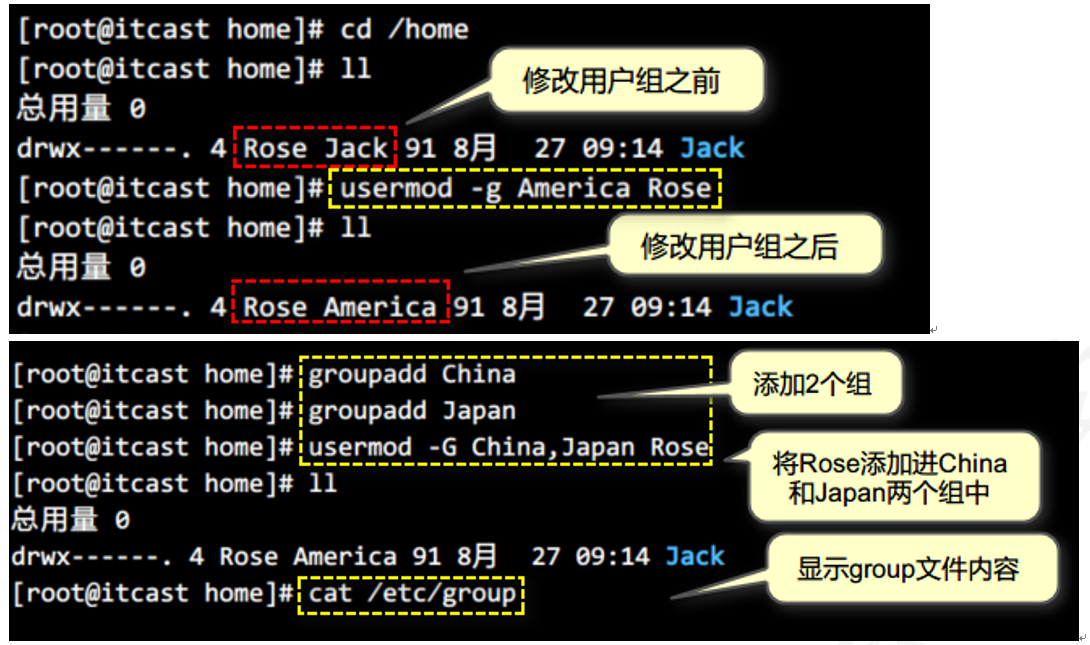 [root@itcast home]# cd /home
[root@itcast home]# ll
修改用户组之前
总用量 0
drwx------. 4 Rose Jack 91 8月  27 09:14 Jack
[root@itcast home]# usermod -g America Rose
[root@itcast home]# ll
修改用户组之后
总用量 0
drwx------. 4 Rose America 91 8月  27 09:14 Jack
[root@itcast home]# groupadd China
添加2个组
[root@itcast home]# groupadd Japan
[root@itcast home]# usermod -G China,Japan Rose
将Rose添加进China
和Japan两个组中
[root@itcast home]# ll
总用量 0
drwx------. 4 Rose America 91 8月  27 09:14 Jack
显示group文件内容
[root@itcast home]# cat /etc/group